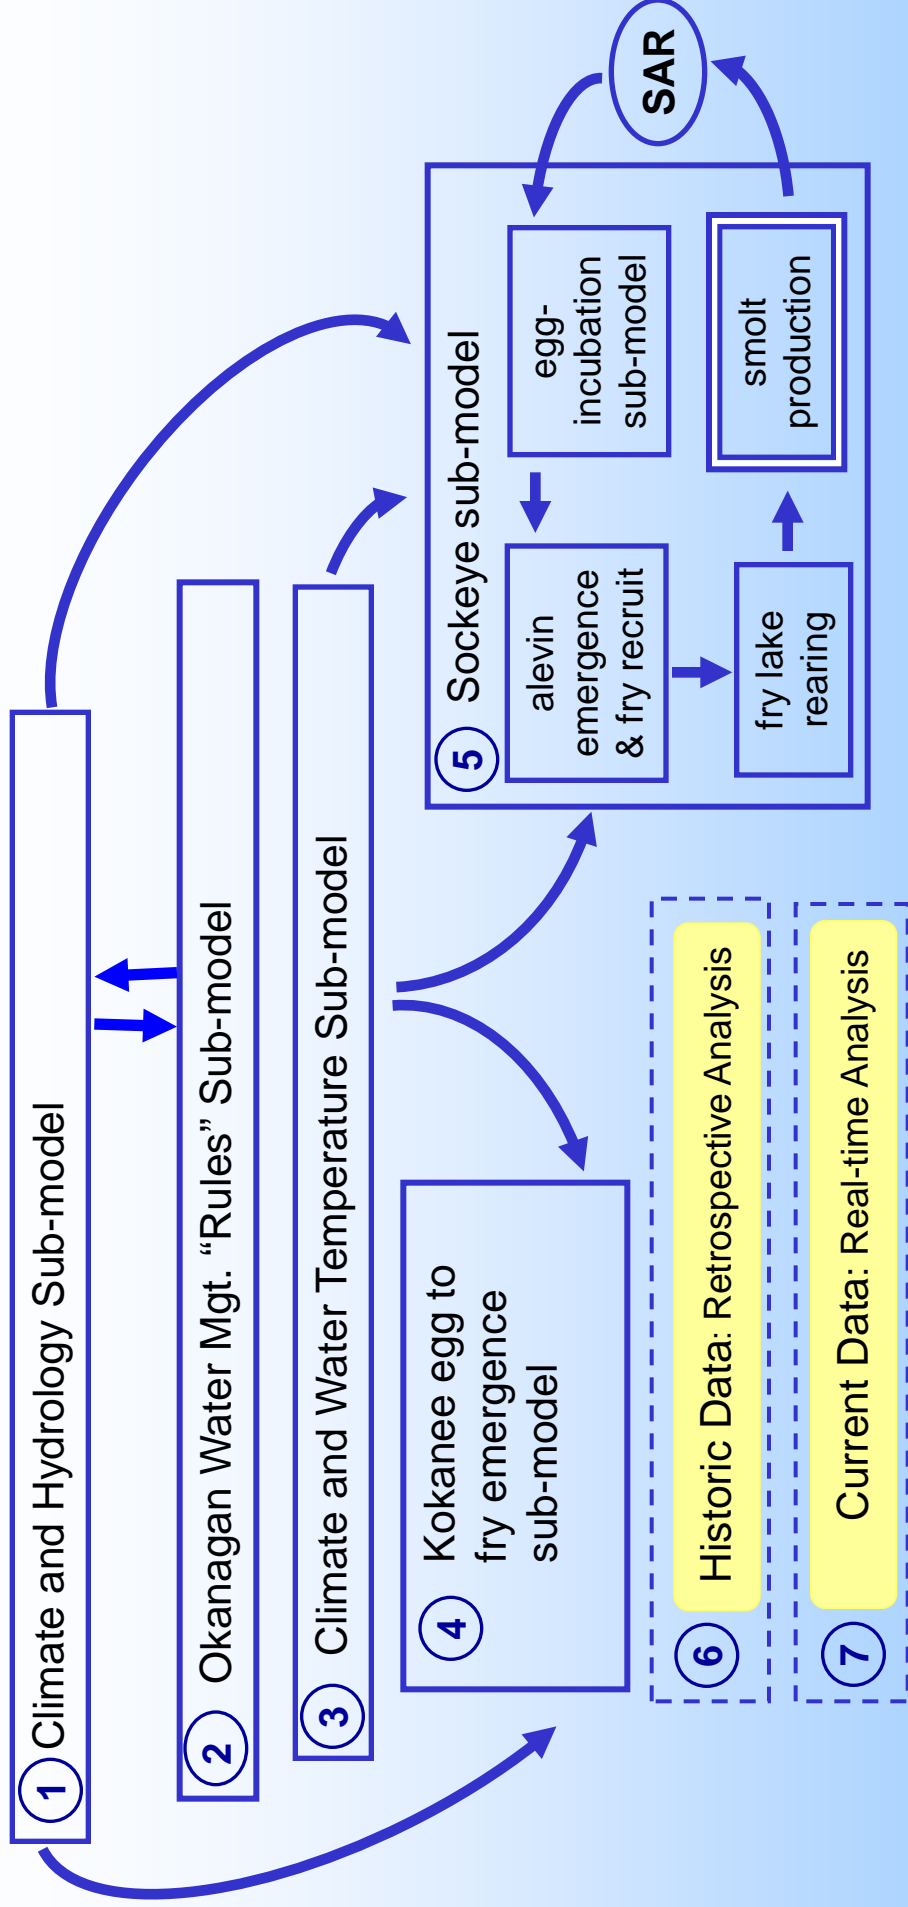 1 Climate and Hydrology Sub-model
2 Okanagan Water Mgt. “Rules” Sub-model
3 Climate and Water Temperature Sub-model
4 Kokanee egg to
fry emergence
sub-model
5 Sockeye sub-model
alevin
emergence
& fry recruit
egg-
incubation
sub-model
fry lake
rearing
smolt
production
SAR
6 Historic Data: Retrospective Analysis
7 Current Data: Real-time Analysis